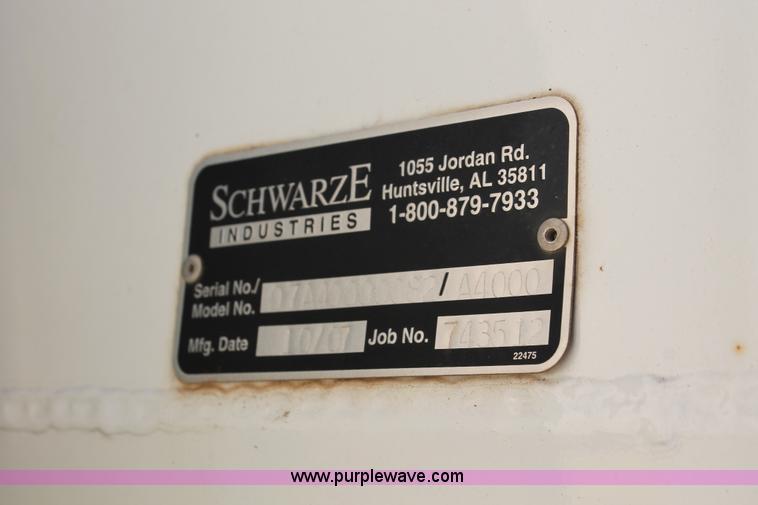 SCHWARZE
INDUSTRIES
1055 Jordan Rd.
Huntsville, AL 35811
1-800-879-7933
Serial No./
Model No. / A4000
Mfg. Date 10/07 Job No. 743512
22475
www.purplewave.com